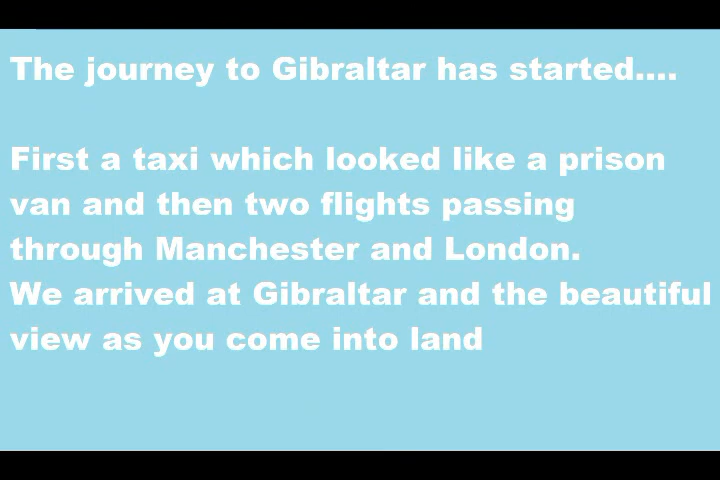 The journey to Gibraltar has started....
First a taxi which looked like a prison
van and then two flights passing
through Manchester and London.
We arrived at Gibraltar and the beautiful
view as you come into land